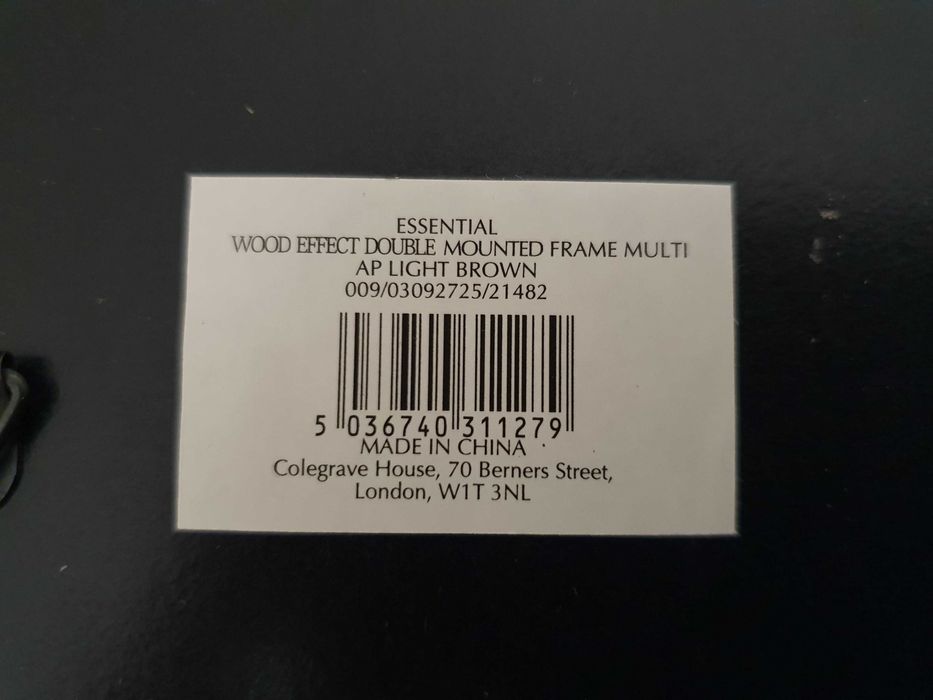 ESSENTIAL
WOOD EFFECT DOUBLE MOUNTED FRAME MULTI
AP LIGHT BROWN
009/03092725/21482
5 036740 311279
MADE IN CHINA
Colegrave House, 70 Berners Street,
London, W1T 3NL